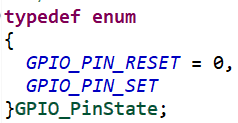 typedef enum
{
  GPIO_PIN_RESET = 0,
  GPIO_PIN_SET
}GPIO_PinState;